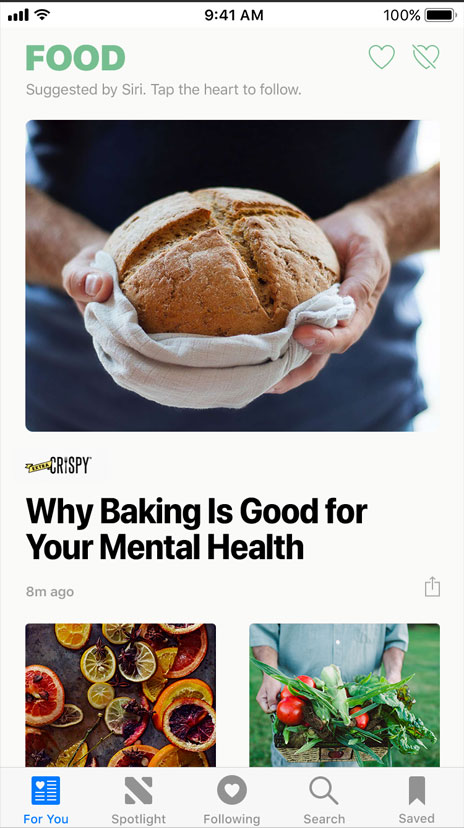 9:41 AM
100%
FOOD
Suggested by Siri. Tap the heart to follow.
EXTRA
CRISPY
Why Baking Is Good for
Your Mental Health
8m ago
For You
Spotlight
Following
Search
Saved